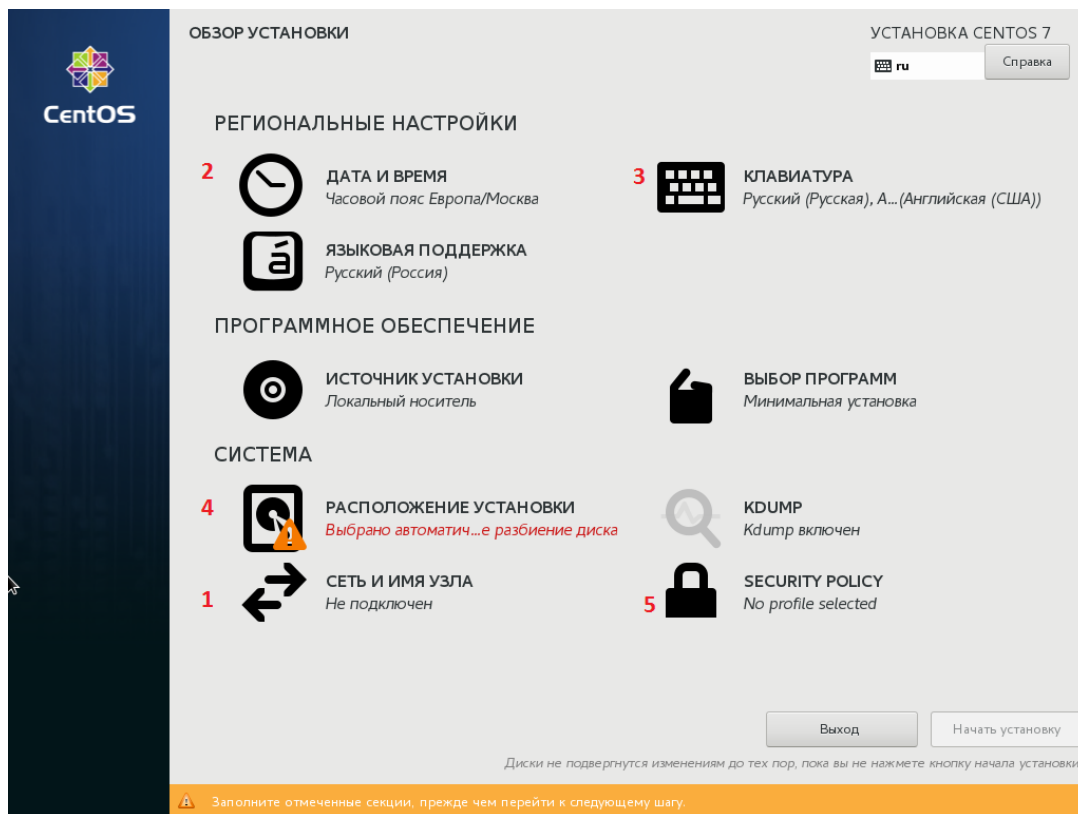 ОБЗОР УСТАНОВКИ
УСТАНОВКА CENTOS 7
ru
Справка
CentOS
РЕГИОНАЛЬНЫЕ НАСТРОЙКИ
2
ДАТА И ВРЕМЯ
Часовой пояс Европа/Москва
3
КЛАВИАТУРА
Русский (Русская), А...(Английская (США))
á
ЯЗЫКОВАЯ ПОДДЕРЖКА
Русский (Россия)
ПРОГРАММНОЕ ОБЕСПЕЧЕНИЕ
ИСТОЧНИК УСТАНОВКИ
Локальный носитель
ВЫБОР ПРОГРАММ
Минимальная установка
СИСТЕМА
4
РАСПОЛОЖЕНИЕ УСТАНОВКИ
Выбрано автоматич...е разбиение диска
KDUMP
Kdump включен
1
СЕТЬ И ИМЯ УЗЛА
Не подключен
5
SECURITY POLICY
No profile selected
Выход
Начать установку
Диски не подвергнутся изменениям до тех пор, пока вы не нажмете кнопку начала установки
Заполните отмеченные секции, прежде чем перейти к следующему шагу.